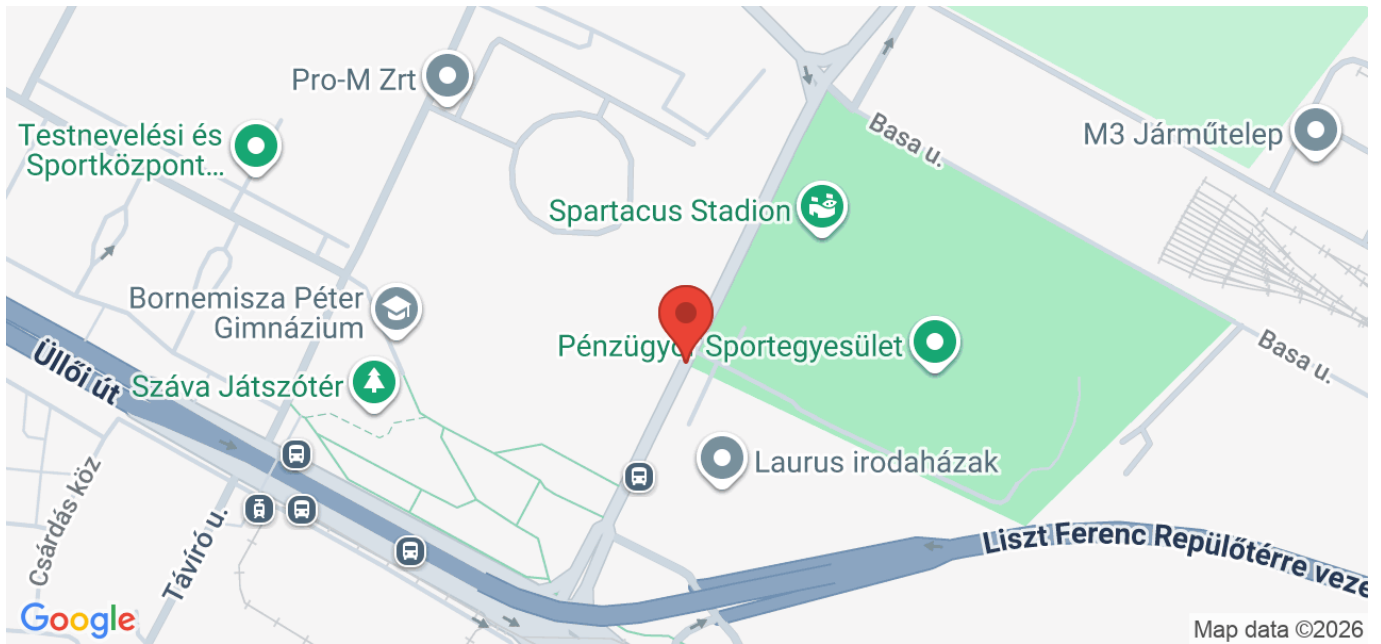 Pro-M Zrt
Testnevelési és
Sportközpont...
Basa u.
M3 Járműtelep
Spartacus Stadion
Bornemisza Péter
Gimnázium
Üllői út
Száva Játszótér
Sportegyesület
Basa u.
Laurus irodaházak
Csárdás köz
Távíró u.
Liszt Ferenc Repülőtérre veze
Google
Map data ©2026